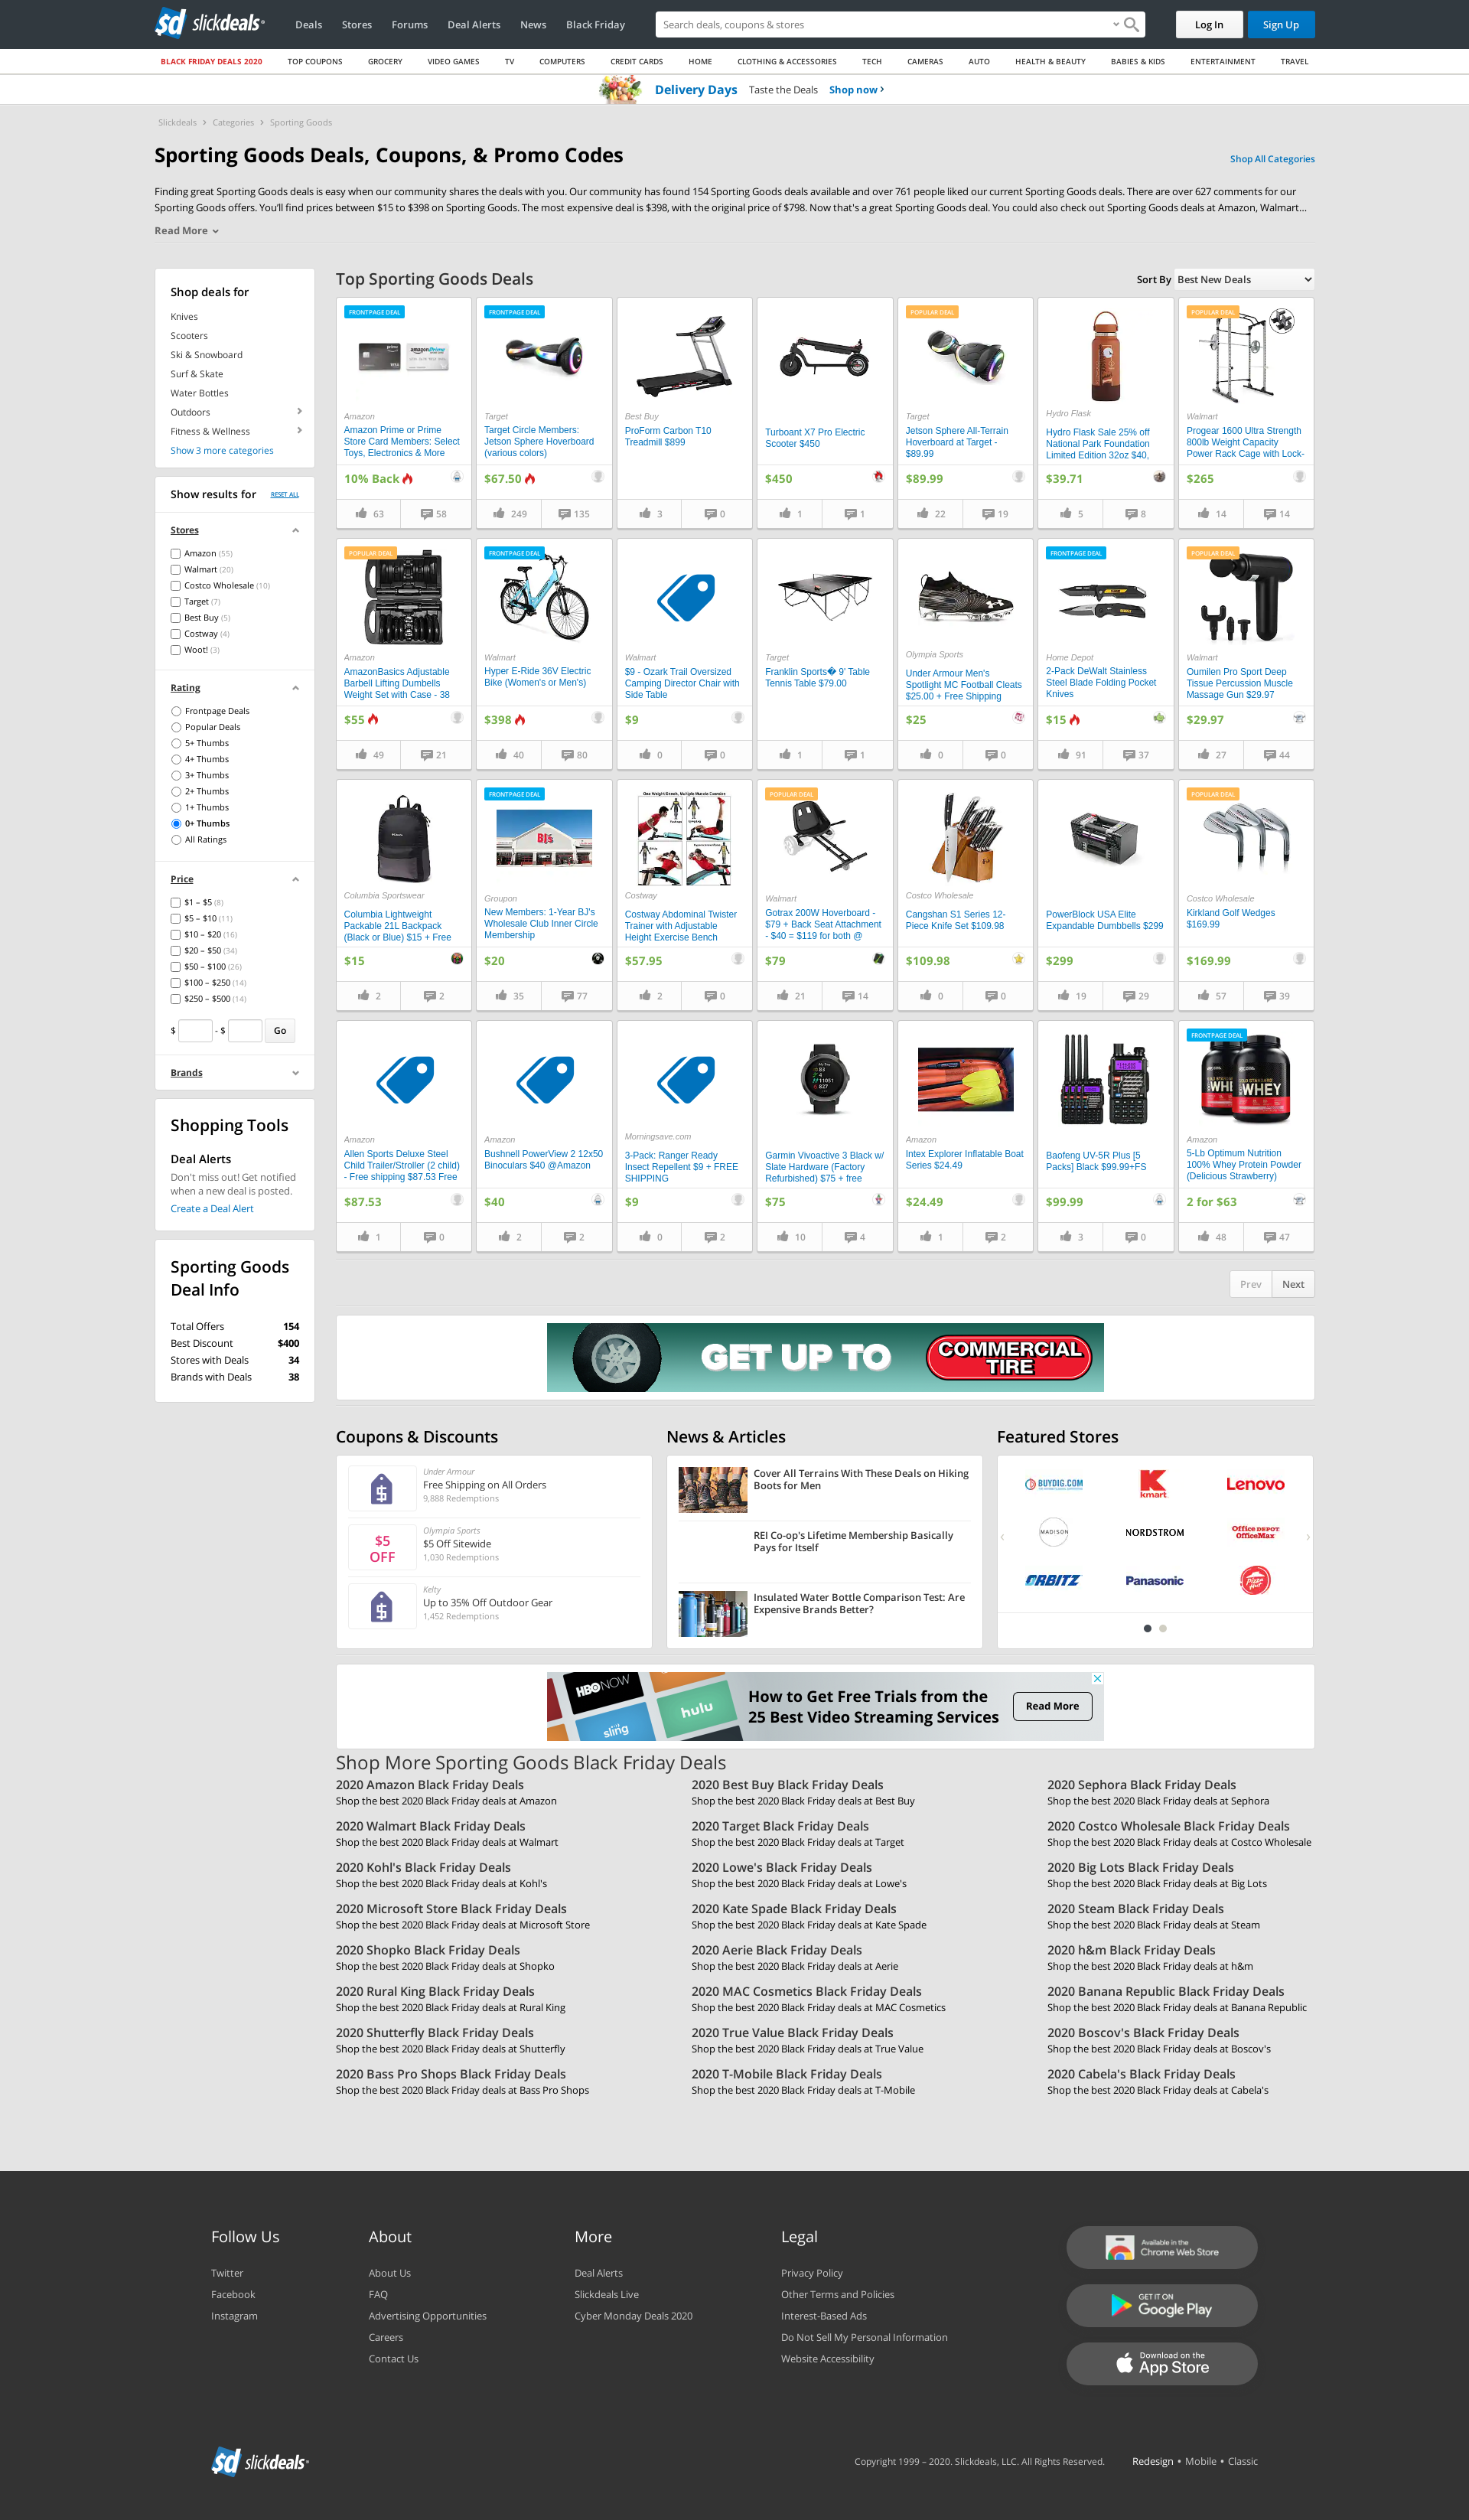 sd slickdeals
Deals Stores Forums Deal Alerts News Black Friday
Search deals, coupons & stores
Log In Sign Up
BLACK FRIDAY DEALS 2020 TOP COUPONS GROCERY VIDEO GAMES TV COMPUTERS CREDIT CARDS HOME CLOTHING & ACCESSORIES TECH CAMERAS AUTO HEALTH & BEAUTY BABIES & KIDS ENTERTAINMENT TRAVEL
Delivery Days Taste the Deals Shop now ›
Slickdeals › Categories › Sporting Goods
Sporting Goods Deals, Coupons, & Promo Codes
Shop All Categories
Finding great Sporting Goods deals is easy when our community shares the deals with you. Our community has found 154 Sporting Goods deals available and over 761 people liked our current Sporting Goods deals. There are over 627 comments for our
Sporting Goods offers. You’ll find prices between $15 to $398 on Sporting Goods. The most expensive deal is $398, with the original price of $798. Now that's a great Sporting Goods deal. You could also check out Sporting Goods deals at Amazon, Walmart...
Read More
Shop deals for
Knives
Scooters
Ski & Snowboard
Surf & Skate
Water Bottles
Outdoors
Fitness & Wellness
Show 3 more categories
Show results for RESET ALL
Stores
Amazon (55)
Walmart (20)
Costco Wholesale (10)
Target (7)
Best Buy (5)
Costway (4)
Woot! (3)
Rating
Frontpage Deals
Popular Deals
5+ Thumbs
4+ Thumbs
3+ Thumbs
2+ Thumbs
1+ Thumbs
0+ Thumbs
All Ratings
Price
$1 – $5 (8)
$5 – $10 (11)
$10 – $20 (16)
$20 – $50 (34)
$50 – $100 (26)
$100 – $250 (14)
$250 – $500 (14)
$ - $ Go
Brands
Shopping Tools
Deal Alerts
Don't miss out! Get notified
when a new deal is posted.
Create a Deal Alert
Sporting Goods
Deal Info
Total Offers 154
Best Discount $400
Stores with Deals 34
Brands with Deals 38
Top Sporting Goods Deals
Sort By Best New Deals
FRONTPAGE DEAL
Amazon
Amazon Prime or Prime
Store Card Members: Select
Toys, Electronics & More
10% Back
63 58
FRONTPAGE DEAL
Target
Target Circle Members:
Jetson Sphere Hoverboard
(various colors)
$67.50
249 135
Best Buy
ProForm Carbon T10
Treadmill $899
3 0
Turboant X7 Pro Electric
Scooter $450
$450
1 1
POPULAR DEAL
Target
Jetson Sphere All-Terrain
Hoverboard at Target -
$89.99
$89.99
22 19
Hydro Flask
Hydro Flask Sale 25% off
National Park Foundation
Limited Edition 32oz $40,
$39.71
5 8
POPULAR DEAL
Walmart
Progear 1600 Ultra Strength
800lb Weight Capacity
Power Rack Cage with Lock-
$265
14 14
POPULAR DEAL
Amazon
AmazonBasics Adjustable
Barbell Lifting Dumbells
Weight Set with Case - 38
$55
49 21
FRONTPAGE DEAL
Walmart
Hyper E-Ride 36V Electric
Bike (Women's or Men's)
$398
40 80
Walmart
$9 - Ozark Trail Oversized
Camping Director Chair with
Side Table
$9
0 0
Target
Franklin Sports� 9' Table
Tennis Table $79.00
1 1
Olympia Sports
Under Armour Men's
Spotlight MC Football Cleats
$25.00 + Free Shipping
$25
0 0
FRONTPAGE DEAL
Home Depot
2-Pack DeWalt Stainless
Steel Blade Folding Pocket
Knives
$15
91 37
POPULAR DEAL
Walmart
Oumilen Pro Sport Deep
Tissue Percussion Muscle
Massage Gun $29.97
$29.97
27 44
Columbia Sportswear
Columbia Lightweight
Packable 21L Backpack
(Black or Blue) $15 + Free
$15
2 2
FRONTPAGE DEAL
BJ's
Groupon
New Members: 1-Year BJ's
Wholesale Club Inner Circle
Membership
$20
35 77
One Weight Bench, Multiple Muscle Exercises
Costway
Costway Abdominal Twister
Trainer with Adjustable
Height Exercise Bench
$57.95
2 0
POPULAR DEAL
Walmart
Gotrax 200W Hoverboard -
$79 + Back Seat Attachment
- $40 = $119 for both @
$79
21 14
Costco Wholesale
Cangshan S1 Series 12-
Piece Knife Set $109.98
$109.98
0 0
PowerBlock USA Elite
Expandable Dumbbells $299
$299
19 29
POPULAR DEAL
Costco Wholesale
Kirkland Golf Wedges
$169.99
$169.99
57 39
Amazon
Allen Sports Deluxe Steel
Child Trailer/Stroller (2 child)
- Free shipping $87.53 Free
$87.53
1 0
Amazon
Bushnell PowerView 2 12x50
Binoculars $40 @Amazon
$40
2 2
Morningsave.com
3-Pack: Ranger Ready
Insect Repellent $9 + FREE
SHIPPING
$9
0 2
Garmin Vivoactive 3 Black w/
Slate Hardware (Factory
Refurbished) $75 + free
$75
10 4
Amazon
Intex Explorer Inflatable Boat
Series $24.49
$24.49
1 2
Baofeng UV-5R Plus [5
Packs] Black $99.99+FS
$99.99
3 0
FRONTPAGE DEAL
WHEY
WHEY
Amazon
5-Lb Optimum Nutrition
100% Whey Protein Powder
(Delicious Strawberry)
2 for $63
48 47
Prev Next
GET UP TO COMMERCIAL TIRE
Coupons & Discounts
Under Armour
Free Shipping on All Orders
9,888 Redemptions
$5 OFF
Olympia Sports
$5 Off Sitewide
1,030 Redemptions
Kelty
Up to 35% Off Outdoor Gear
1,452 Redemptions
News & Articles
Cover All Terrains With These Deals on Hiking
Boots for Men
REI Co-op's Lifetime Membership Basically
Pays for Itself
Insulated Water Bottle Comparison Test: Are
Expensive Brands Better?
Featured Stores
BUYDIG.COM Kmart Lenovo
MADISON NORDSTROM Office DEPOT OfficeMax
ORBITZ Panasonic Pizza Hut
HBO NOW sling hulu
How to Get Free Trials from the
25 Best Video Streaming Services
Read More
Shop More Sporting Goods Black Friday Deals
2020 Amazon Black Friday Deals
Shop the best 2020 Black Friday deals at Amazon
2020 Best Buy Black Friday Deals
Shop the best 2020 Black Friday deals at Best Buy
2020 Sephora Black Friday Deals
Shop the best 2020 Black Friday deals at Sephora
2020 Walmart Black Friday Deals
Shop the best 2020 Black Friday deals at Walmart
2020 Target Black Friday Deals
Shop the best 2020 Black Friday deals at Target
2020 Costco Wholesale Black Friday Deals
Shop the best 2020 Black Friday deals at Costco Wholesale
2020 Kohl's Black Friday Deals
Shop the best 2020 Black Friday deals at Kohl's
2020 Lowe's Black Friday Deals
Shop the best 2020 Black Friday deals at Lowe's
2020 Big Lots Black Friday Deals
Shop the best 2020 Black Friday deals at Big Lots
2020 Microsoft Store Black Friday Deals
Shop the best 2020 Black Friday deals at Microsoft Store
2020 Kate Spade Black Friday Deals
Shop the best 2020 Black Friday deals at Kate Spade
2020 Steam Black Friday Deals
Shop the best 2020 Black Friday deals at Steam
2020 Shopko Black Friday Deals
Shop the best 2020 Black Friday deals at Shopko
2020 Aerie Black Friday Deals
Shop the best 2020 Black Friday deals at Aerie
2020 h&m Black Friday Deals
Shop the best 2020 Black Friday deals at h&m
2020 Rural King Black Friday Deals
Shop the best 2020 Black Friday deals at Rural King
2020 MAC Cosmetics Black Friday Deals
Shop the best 2020 Black Friday deals at MAC Cosmetics
2020 Banana Republic Black Friday Deals
Shop the best 2020 Black Friday deals at Banana Republic
2020 Shutterfly Black Friday Deals
Shop the best 2020 Black Friday deals at Shutterfly
2020 True Value Black Friday Deals
Shop the best 2020 Black Friday deals at True Value
2020 Boscov's Black Friday Deals
Shop the best 2020 Black Friday deals at Boscov's
2020 Bass Pro Shops Black Friday Deals
Shop the best 2020 Black Friday deals at Bass Pro Shops
2020 T-Mobile Black Friday Deals
Shop the best 2020 Black Friday deals at T-Mobile
2020 Cabela's Black Friday Deals
Shop the best 2020 Black Friday deals at Cabela's
Follow Us
Twitter
Facebook
Instagram
About
About Us
FAQ
Advertising Opportunities
Careers
Contact Us
More
Deal Alerts
Slickdeals Live
Cyber Monday Deals 2020
Legal
Privacy Policy
Other Terms and Policies
Interest-Based Ads
Do Not Sell My Personal Information
Website Accessibility
Available in the
Chrome Web Store
GET IT ON
Google Play
Download on the
App Store
sd slickdeals
Copyright 1999 – 2020. Slickdeals, LLC. All Rights Reserved. Redesign • Mobile • Classic